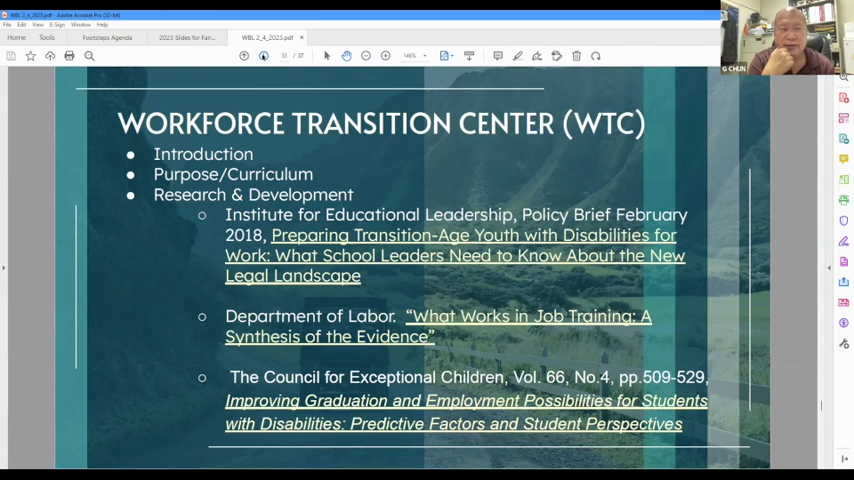 WBL 2_4_2023.pdf - Adobe Acrobat Pro (32-bit)
File Edit View E-Sign Window Help
Home Tools Footsteps Agenda 2023 Slides for Fair... WBL 2_4_2023.pdf ×
33 / 37 146%
G CHUN
WORKFORCE TRANSITION CENTER (WTC)
● Introduction
● Purpose/Curriculum
● Research & Development
○ Institute for Educational Leadership, Policy Brief February
2018, Preparing Transition-Age Youth with Disabilities for
Work: What School Leaders Need to Know About the New
Legal Landscape
○ Department of Labor. “What Works in Job Training: A
Synthesis of the Evidence”
○ The Council for Exceptional Children, Vol. 66, No.4, pp.509-529,
Improving Graduation and Employment Possibilities for Students
with Disabilities: Predictive Factors and Student Perspectives